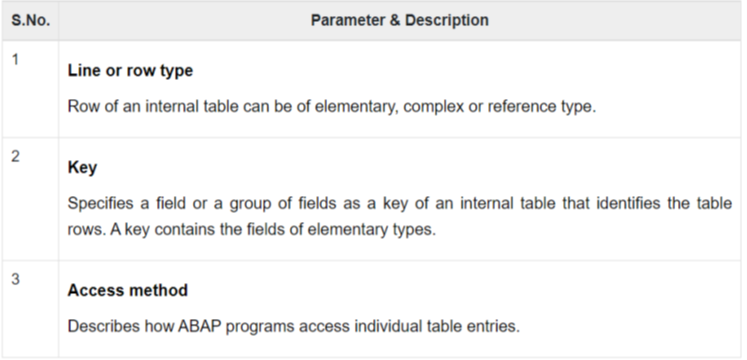 S.No. Parameter & Description
1
Line or row type
Row of an internal table can be of elementary, complex or reference type.
2
Key
Specifies a field or a group of fields as a key of an internal table that identifies the table
rows. A key contains the fields of elementary types.
3
Access method
Describes how ABAP programs access individual table entries.